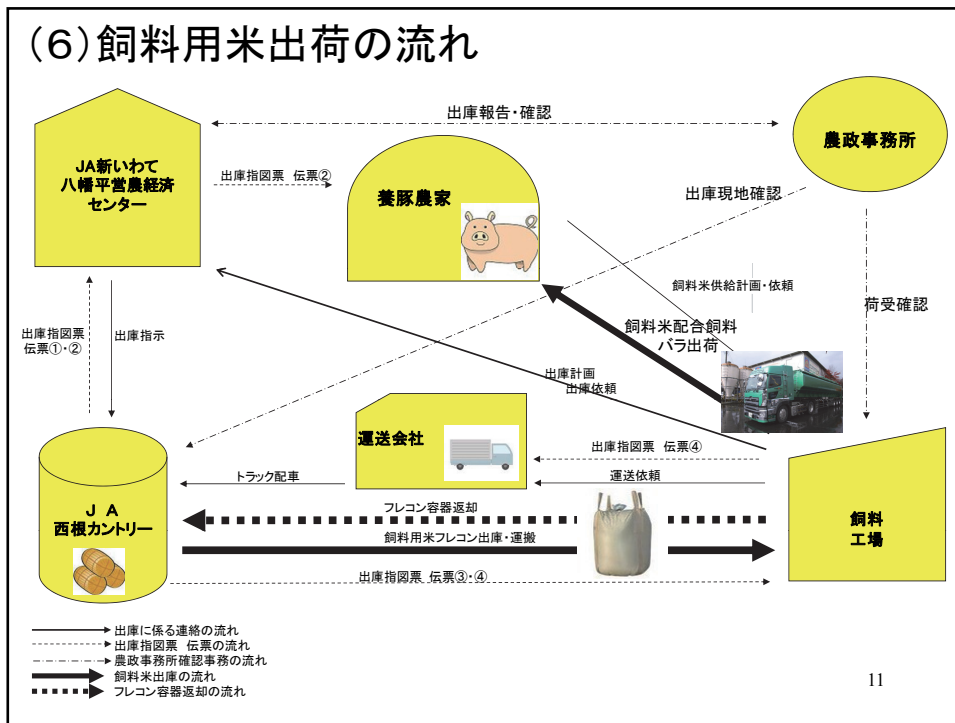 (6)飼料用米出荷の流れ
出庫報告・確認
農政事務所
JA新いわて
八幡平営農経済
センター
出庫指図票 伝票②
養豚農家
出庫現地確認
飼料米供給計画・依頼
荷受確認
飼料米配合飼料
バラ出荷
出庫指図票
伝票①・②
出庫指示
出庫計画
出庫依頼
運送会社
出庫指図票 伝票④
トラック配車
運送依頼
フレコン容器返却
JA
西根カントリー
飼料用米フレコン出庫・運搬
飼料
工場
出庫指図票 伝票③・④
出庫に係る連絡の流れ
出庫指図票 伝票の流れ
農政事務所確認事務の流れ
飼料米出庫の流れ
フレコン容器返却の流れ
11